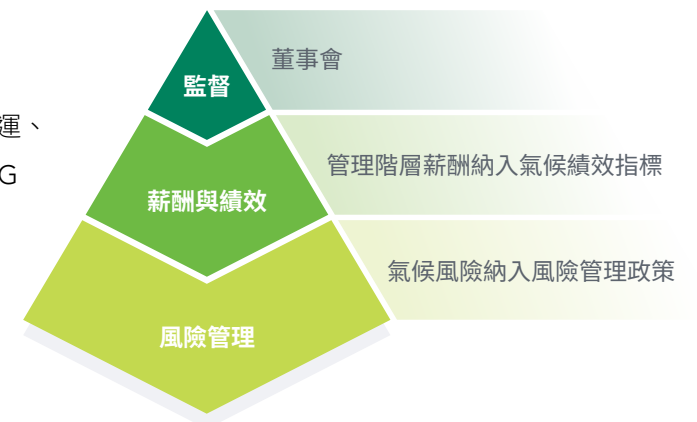 監督
董事會
運、
G
薪酬與績效
管理階層薪酬納入氣候績效指標
風險管理
氣候風險納入風險管理政策